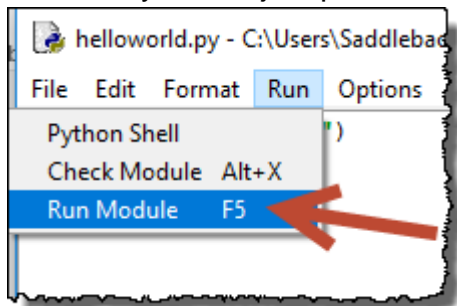 helloworld.py - C:\Users\Saddleba
File Edit Format Run Options
Python Shell ")
Check Module Alt+X
Run Module F5